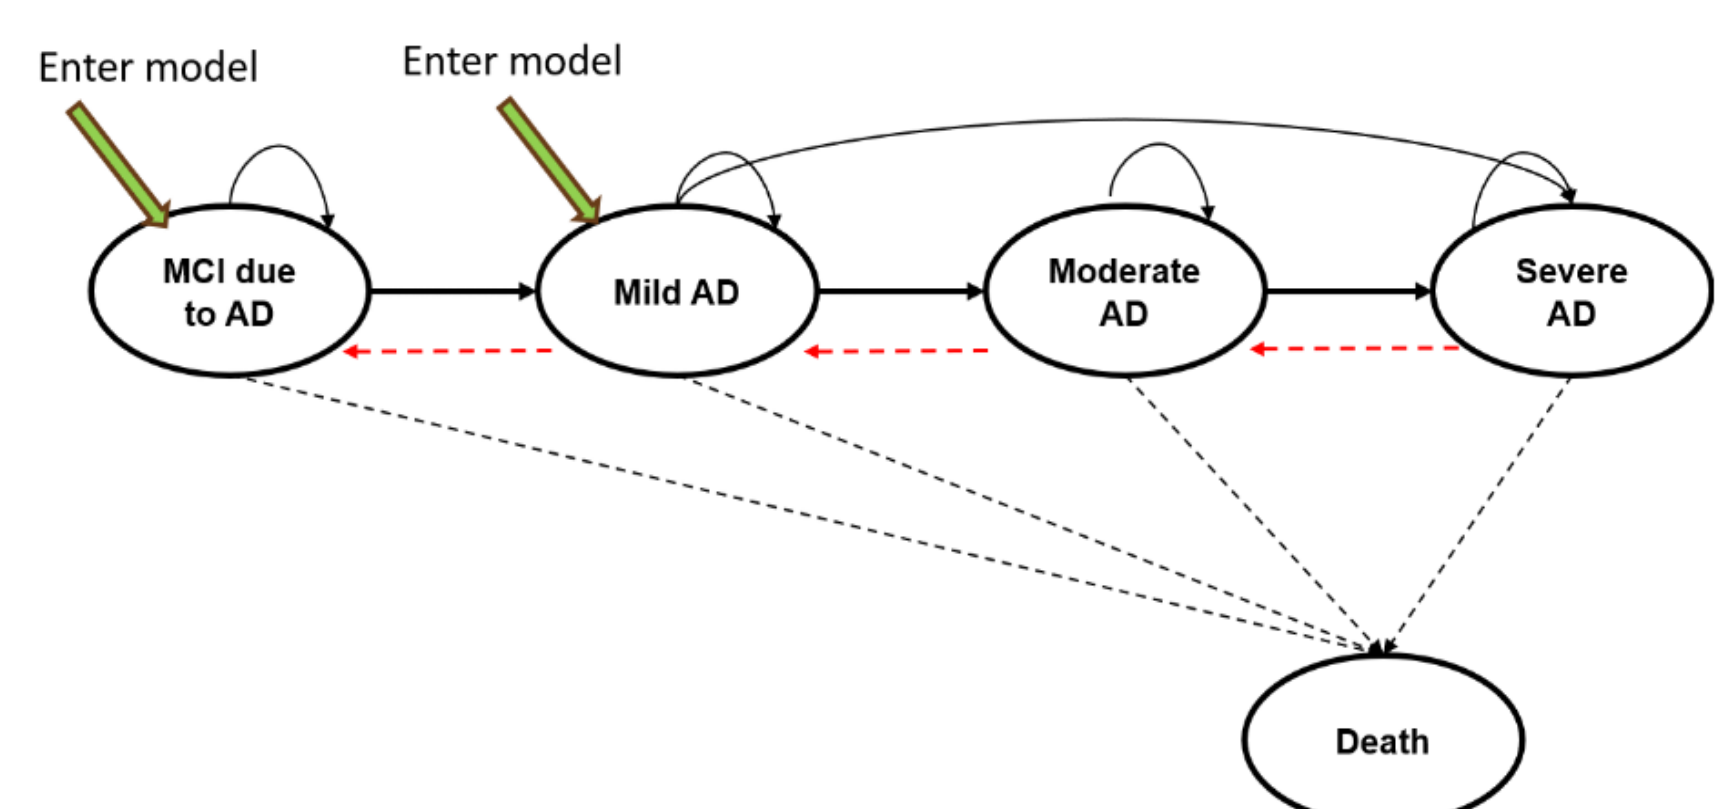 Enter model
Enter model
MCI due
to AD
Mild AD
Moderate
AD
Severe
AD
Death